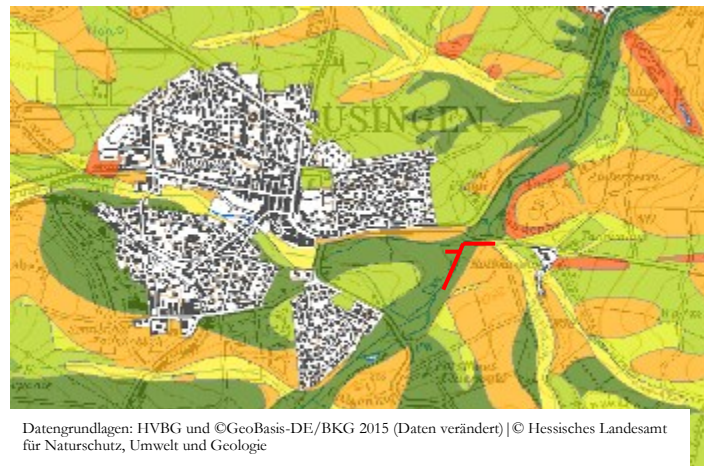 USINGEN
Datengrundlagen: HVBG und ©GeoBasis-DE/BKG 2015 (Daten verändert)|© Hessisches Landesamt
für Naturschutz, Umwelt und Geologie